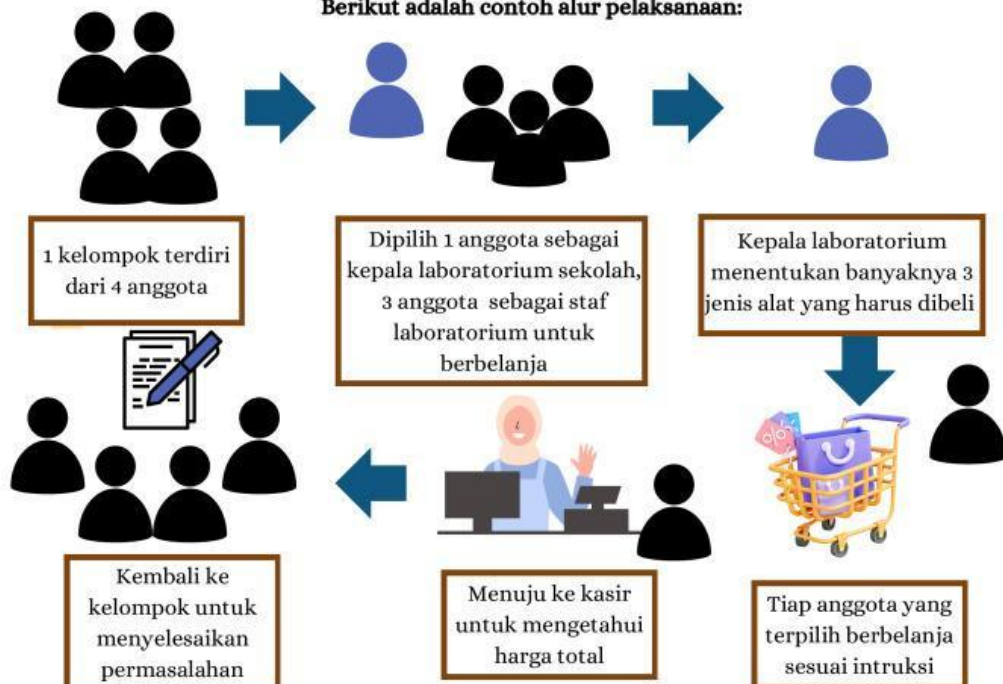 Berikut adalah contoh alur pelaksanaan:
1 kelompok terdiri
dari 4 anggota
Dipilih 1 anggota sebagai
kepala laboratorium sekolah,
3 anggota sebagai staf
laboratorium untuk
berbelanja
Kepala laboratorium
menentukan banyaknya 3
jenis alat yang harus dibeli
Tiap anggota yang
terpilih berbelanja
sesuai intruksi
Menuju ke kasir
untuk mengetahui
harga total
Kembali ke
kelompok untuk
menyelesaikan
permasalahan